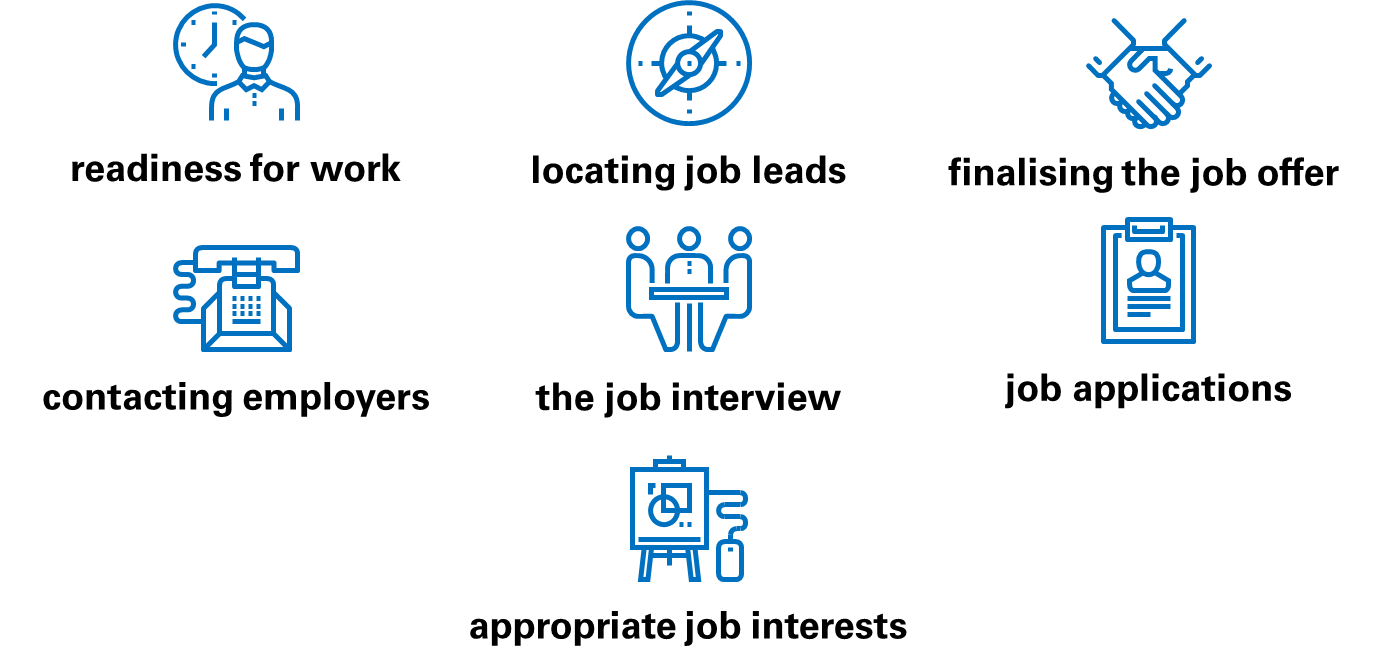 readiness for work
locating job leads
finalising the job offer
contacting employers
the job interview
job applications
appropriate job interests